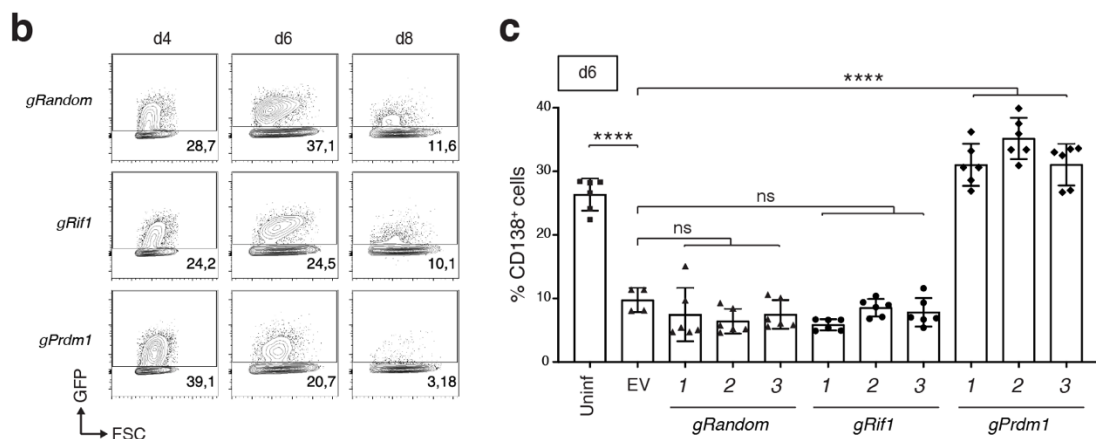 b
d4 d6 d8
gRandom
28,7 37,1 11,6
gRif1
24,2 24,5 10,1
gPrdm1
39,1 20,7 3,18
GFP
FSC
c
d6
****
****
ns
ns
% CD138+ cells
40
30
20
10
0
Uninf EV 1 2 3 1 2 3 1 2 3
gRandom gRif1 gPrdm1